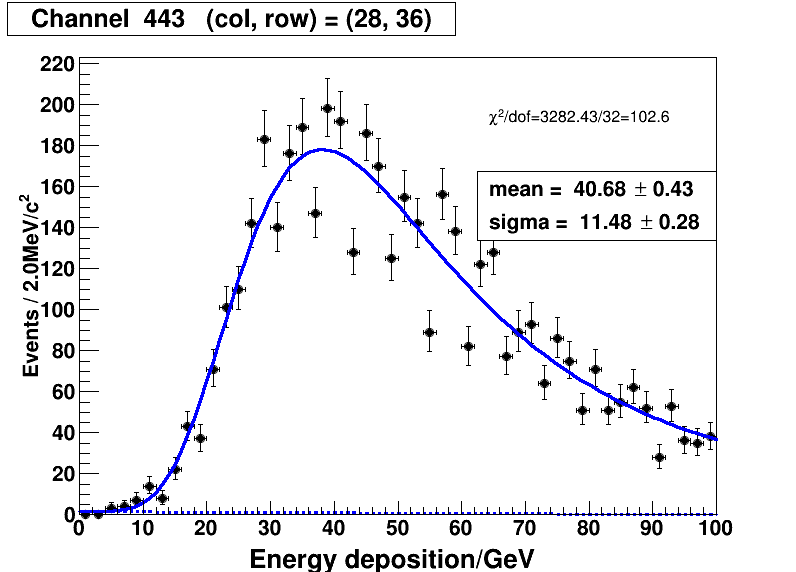 Channel 443 (col, row) = (28, 36)
220
200
180
160
140
120
100
80
60
40
20
0
Events / 2.0MeV/c²
χ²/dof=3282.43/32=102.6
mean = 40.68 ± 0.43
sigma = 11.48 ± 0.28
0 10 20 30 40 50 60 70 80 90 100
Energy deposition/GeV